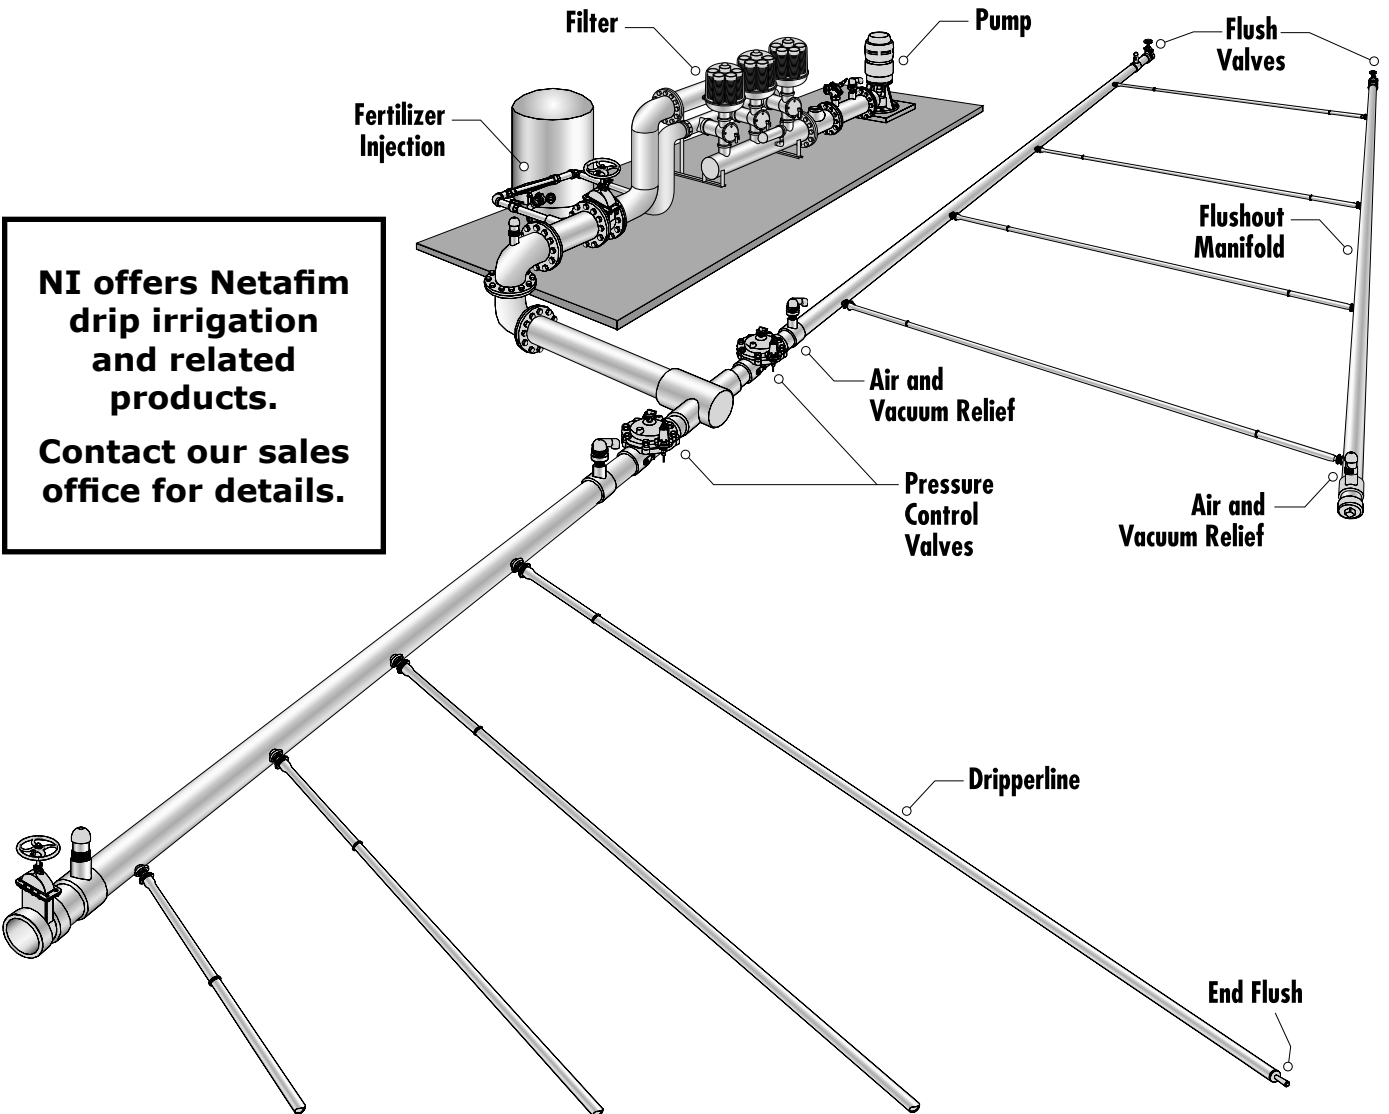 Filter
Pump
Flush
Valves
Fertilizer
Injection
NI offers Netafim
drip irrigation
and related
products.
Contact our sales
office for details.
Flushout
Manifold
Air and
Vacuum Relief
Pressure
Control
Valves
Air and
Vacuum Relief
Dripperline
End Flush